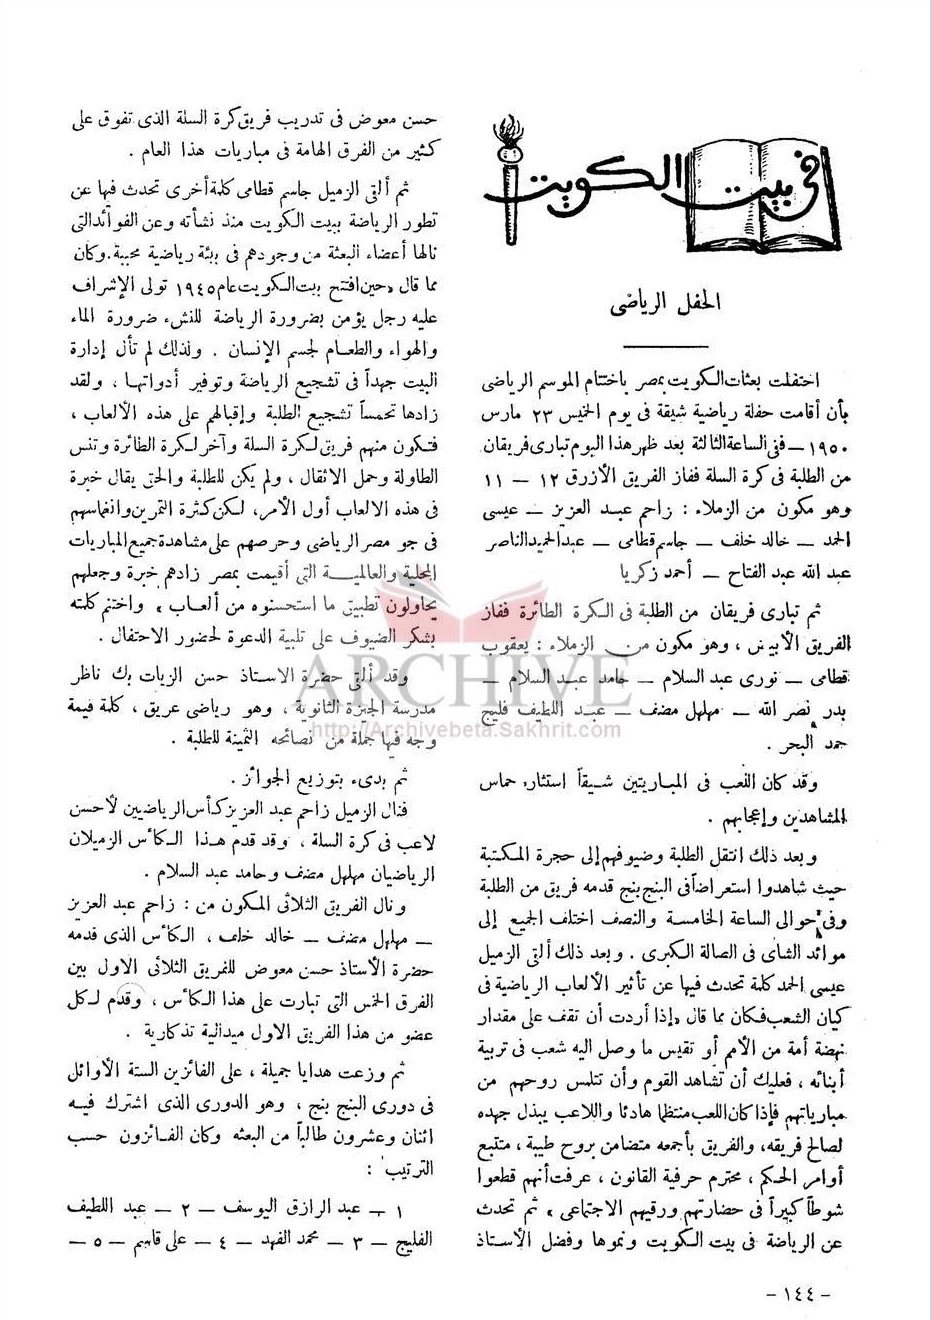 في بيت الكويت
الحفل الرياضى
احتفلت بعثات الكويت بمصر باختتام الموسم الرياضى
بأن أقامت حفلة رياضية شيقة فى يوم الخميس ٢٣ مارس
١٩٥٠ — ففى الساعة الثالثة بعد ظهر هذا اليوم تبارى فريقان
من الطلبة فى كرة السلة ففاز الفريق الأزرق ١٢ — ١١
وهو مكون من الزملاء : زاحم عبد العزيز — عيسى
الحمد — خالد خلف — جاسم قطامى — عبد الحميد الناصر
عبد الله عبد الفتاح — أحمد زكريا
ثم تبارى فريقان من الطلبة فى الكرة الطائرة ففاز
الفريق الأبيض ، وهو مكون من الزملاء : يعقوب
قطامى — نورى عبد السلام — حامد عبد السلام —
بدر نصر الله — مهلهل مضف — عبد اللطيف فليج
حمد البحر .
وقد كان اللعب فى المباريتين شيقاً استثار حماس
المشاهدين وإعجابهم .
وبعد ذلك انتقل الطلبة وضيوفهم إلى حجرة المكتبة
حيث شاهدوا استعراضا فى البنج بنج قدمه فريق من الطلبة
وفى حوالى الساعة الخامسة والنصف اختلف الجميع إلى
موائد الشاى فى الصالة الكبرى . وبعد ذلك ألقى الزميل
عيسى الحمد كلمة تحدث فيها عن تأثير الألعاب الرياضية فى
كيان الشعب فكان مما قال «إذا أردت أن تقف على مقدار
نهضة أمة من الأمم أو تقيس ما وصل اليه شعب فى تربية
أبنائه ، فعليك أن تشاهد القوم وأن تتلمس روحهم من
مبارياتهم فإذا كان اللعب منتظما هادئا واللاعب يبذل جهده
لصالح فريقه، والفريق بأجمعه متضامن بروح طيبة ، متتبع
أوامر الحكم ، محترم حرفية القانون ، عرفت أنهم قطعوا
شوطاً كبيراً فى حضارتهم ورقيهم الاجتماعى » ثم تحدث
عن الرياضة فى بيت الكويت ونموها وفضل الأستاذ
حسن معوض فى تدريب فريق كرة السلة الذى تفوق على
كثير من الفرق الهامة فى مباريات هذا العام .
ثم ألقى الزميل جاسم قطامى كلمة أخرى تحدث فيها عن
تطور الرياضة ببيت الكويت منذ نشأته وعن الفوائد التى
نالها أعضاء البعثة من وجودهم فى بيئة رياضية محببة . وكان
مما قال «حين افتتح بيت الكويت عام ١٩٤٥ تولى الإشراف
عليه رجل يؤمن بضرورة الرياضة للنشء ضرورة الماء
والهواء والطعام لجسم الإنسان . ولذلك لم تأل إدارة
البيت جهداً فى تشجيع الرياضة وتوفير أدواتها ، ولقد
زادها تحمساً تشجيع الطلبة وإقبالهم على هذه الألعاب ،
فتكون منهم فريق لكرة السلة وآخر لكرة الطائرة وتنس
الطاولة وحمل الاثقال ، ولم يكن للطلبة والحق يقال خبرة
فى هذه الالعاب أول الأمر، لكن كثرة التمرين وانغماسهم
فى جو مصر الرياضى وحرصهم على مشاهدة جميع المباريات
المحلية والعالمية التى أقيمت بمصر زادهم خبرة وجعلهم
يحاولون تطبيق ما استحسنوه من ألعاب » واختتم كلمته
بشكر الضيوف على تلبية الدعوة لحضور الاحتفال .
وقد ألقى حضرة الاستاذ حسن الزيات بك ناظر
مدرسة الجيزة الثانوية ، وهو رياضى عريق ، كلمة قيمة
وجه فيها جملة من نصائحه الثمينة للطلبة .
ثم بدىء بتوزيع الجوائز .
فنال الزميل زاحم عبد العزيز كأس الرياضيين لأحسن
لاعب فى كرة السلة ، وقد قدم هذا الكأس الزميلان
الرياضيان مهلهل مضف وحامد عبد السلام .
ونال الفريق الثلاثى المكون من : زاحم عبد العزيز
— مهلهل مضف — خالد خلف ، الكأس الذى قدمه
حضرة الأستاذ حسن معوض للفريق الثلاثى الاول بين
الفرق الخمس التى تبارت على هذا الكأس ، وقدم لكل
عضو من هذا الفريق الاول ميدالية تذكارية .
ثم وزعت هدايا جميلة ، على الفائزين الستة الأوائل
فى دورى البنج بنج ، وهو الدورى الذى اشترك فيه
اثنان وعشرون طالباً من البعثه وكان الفائزون حسب
الترتيب :
١ — عبد الرازق اليوسف — ٢ — عبد اللطيف
الفليج — ٣ — محمد الفهد — ٤ — على قاسم — ٥ —
- ١٤٤ -
ARCHIVE
http://Archivebeta.Sakhrit.com